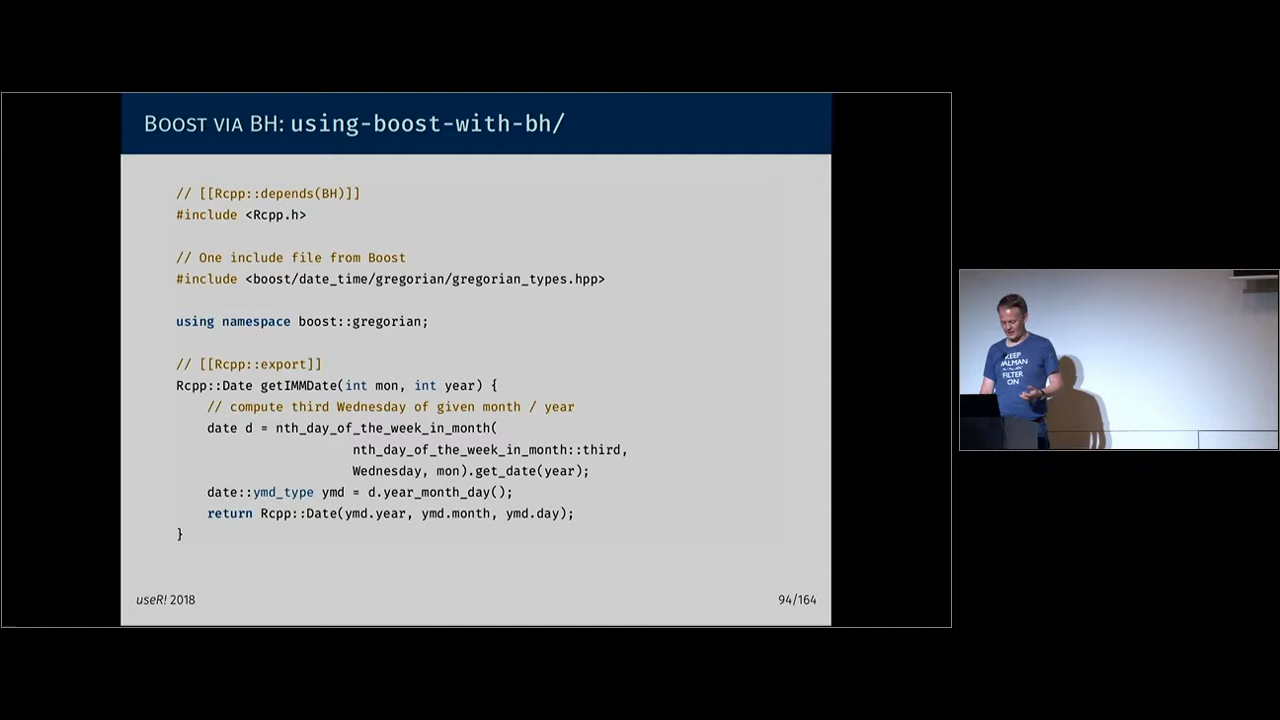 BOOST VIA BH: using-boost-with-bh/
// [[Rcpp::depends(BH)]]
#include <Rcpp.h>
// One include file from Boost
#include <boost/date_time/gregorian/gregorian_types.hpp>
using namespace boost::gregorian;
// [[Rcpp::export]]
Rcpp::Date getIMMDate(int mon, int year) {
// compute third Wednesday of given month / year
date d = nth_day_of_the_week_in_month(
nth_day_of_the_week_in_month::third,
Wednesday, mon).get_date(year);
date::ymd_type ymd = d.year_month_day();
return Rcpp::Date(ymd.year, ymd.month, ymd.day);
}
useR! 2018
94/164
KEEP
KALMAN
FILTER
ON